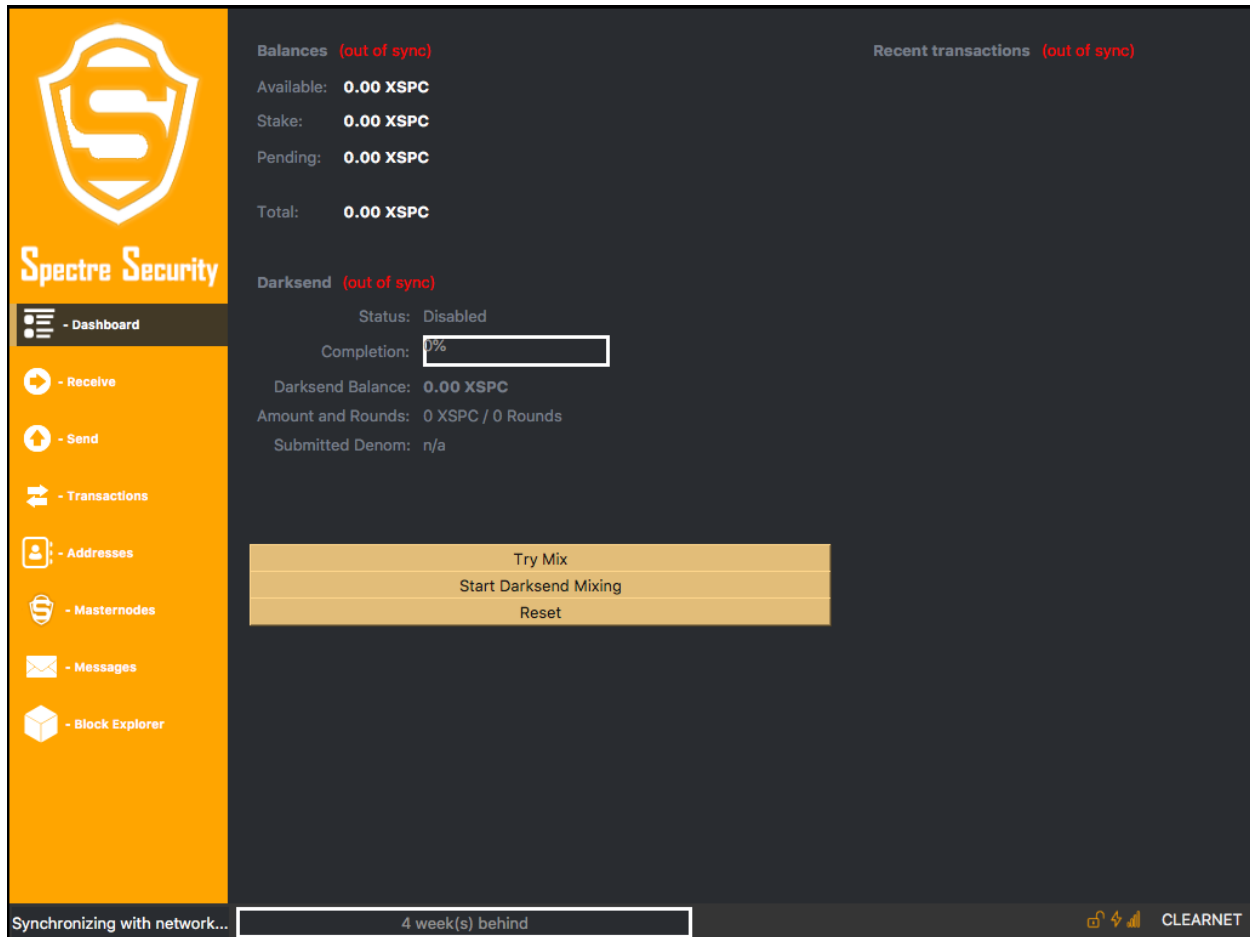 Spectre Security
- Dashboard
- Receive
- Send
- Transactions
- Addresses
- Masternodes
- Messages
- Block Explorer
Balances (out of sync)
Available: 0.00 XSPC
Stake: 0.00 XSPC
Pending: 0.00 XSPC
Total: 0.00 XSPC
Darksend (out of sync)
Status: Disabled
Completion: 0%
Darksend Balance: 0.00 XSPC
Amount and Rounds: 0 XSPC / 0 Rounds
Submitted Denom: n/a
Try Mix
Start Darksend Mixing
Reset
Recent transactions (out of sync)
Synchronizing with network...
4 week(s) behind
CLEARNET